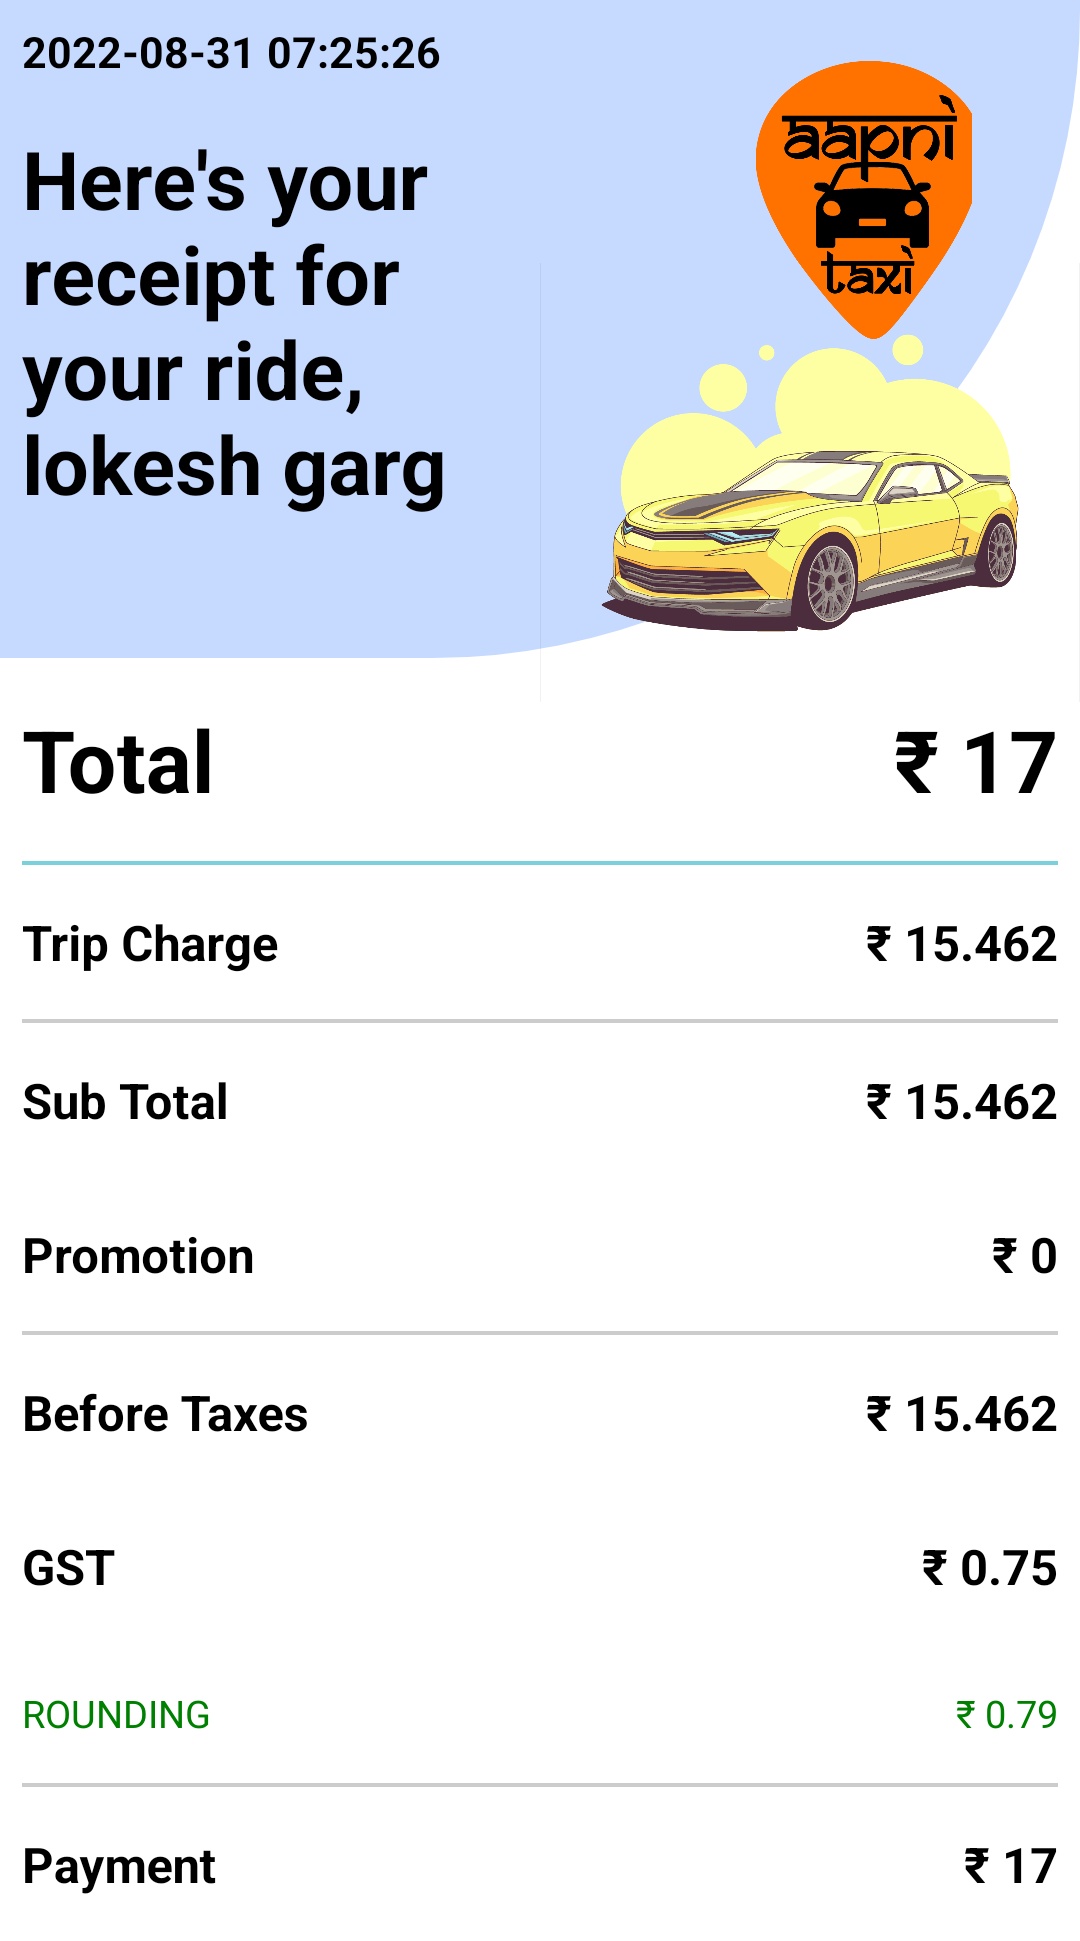 2022-08-31 07:25:26
aapni
taxi
Here's your
receipt for
your ride,
lokesh garg
Total ₹ 17
Trip Charge ₹ 15.462
Sub Total ₹ 15.462
Promotion ₹ 0
Before Taxes ₹ 15.462
GST ₹ 0.75
ROUNDING ₹ 0.79
Payment ₹ 17